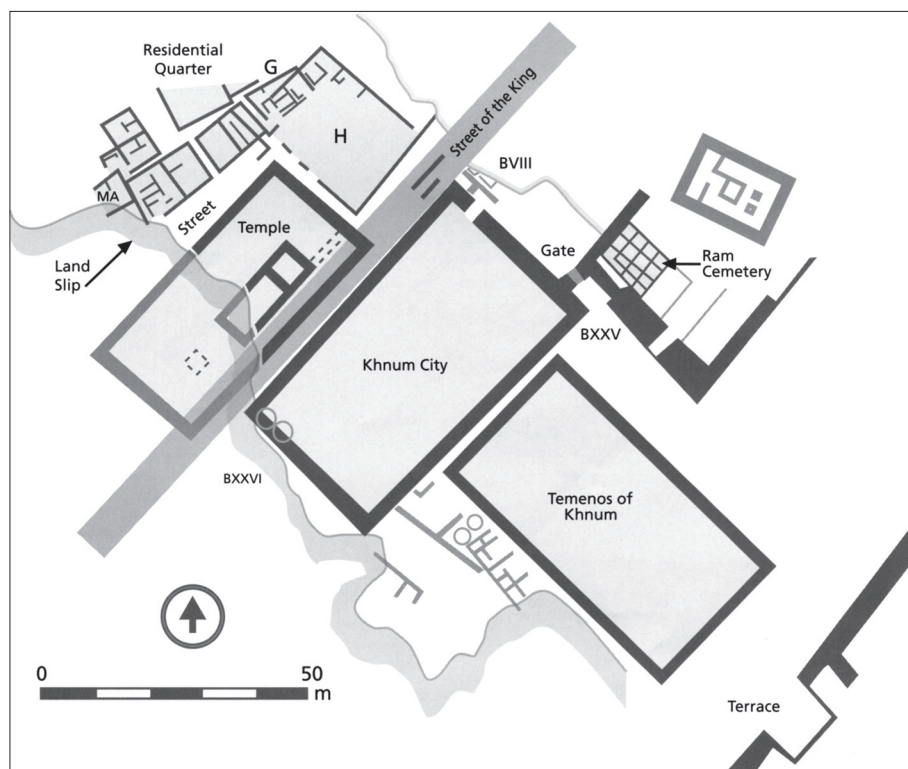 Residential
Quarter
G
H
Street of the King
BVIII
MA
Street
Temple
Land
Slip
Gate
Ram
Cemetery
BXXV
Khnum City
BXXVI
Temenos of
Khnum
0
50
m
Terrace